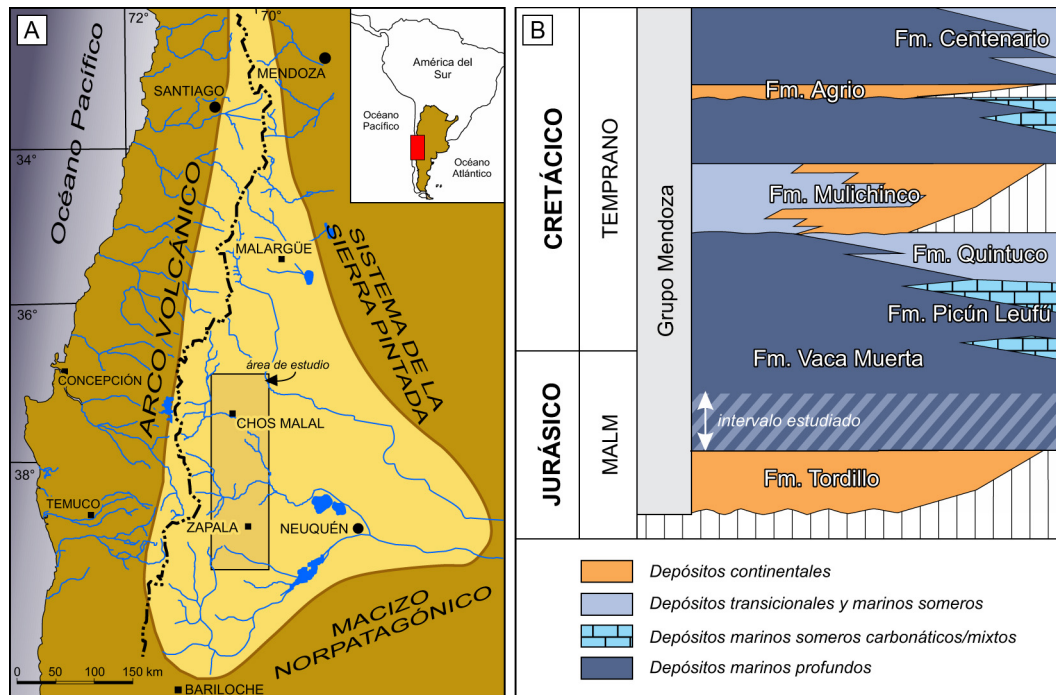 A
72°
70°
MENDOZA
SANTIAGO
América del
Sur
Océano
Pacífico
Océano
Atlántico
Océano Pacífico
34°
ARCO VOLCÁNICO
MALARGÜE
SISTEMA DE LA
SIERRA PINTADA
36°
área de estudio
CONCEPCIÓN
CHOS MALAL
38°
TEMUCO
ZAPALA
NEUQUÉN
MACIZO
NORPATAGÓNICO
0 50 100 150 km
BARILOCHE
B
CRETÁCICO
TEMPRANO
JURÁSICO
MALM
Grupo Mendoza
Fm. Centenario
Fm. Agrio
Fm. Mulichinco
Fm. Quintuco
Fm. Picún Leufú
Fm. Vaca Muerta
intervalo estudiado
Fm. Tordillo
Depósitos continentales
Depósitos transicionales y marinos someros
Depósitos marinos someros carbonáticos/mixtos
Depósitos marinos profundos